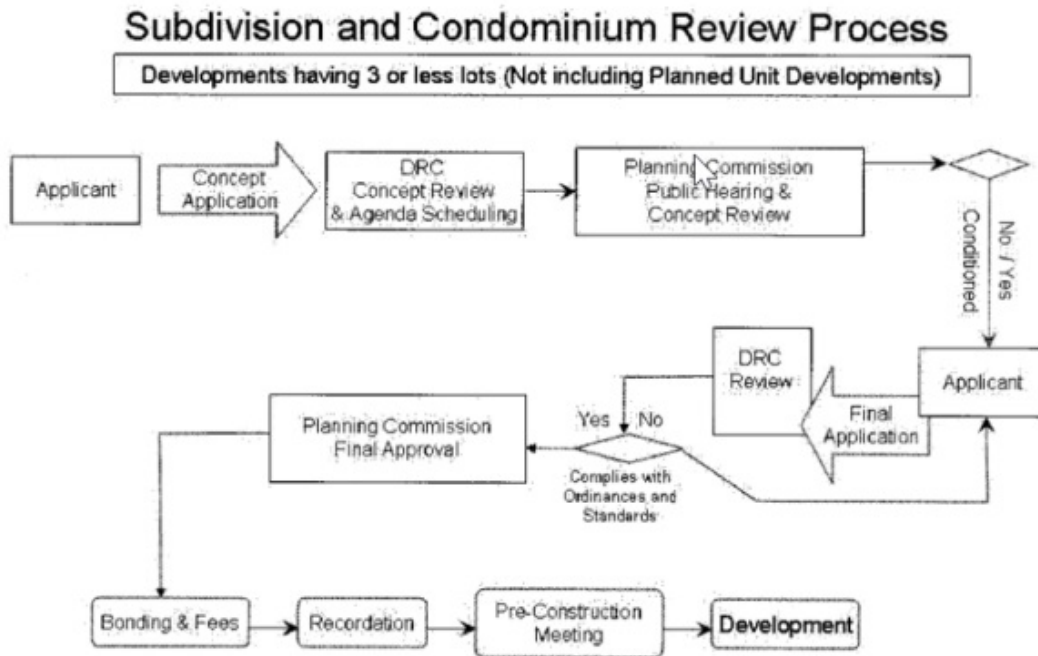 Subdivision and Condominium Review Process
Developments having 3 or less lots (Not including Planned Unit Developments)
Applicant
Concept
Application
DRC
Concept Review
& Agenda Scheduling
Planning Commission
Public Hearing &
Concept Review
No / Yes
Conditioned
Applicant
Final
Application
DRC
Review
Yes
No
Complies with
Ordinances and
Standards
Planning Commission
Final Approval
Bonding & Fees
Recordation
Pre-Construction
Meeting
Development